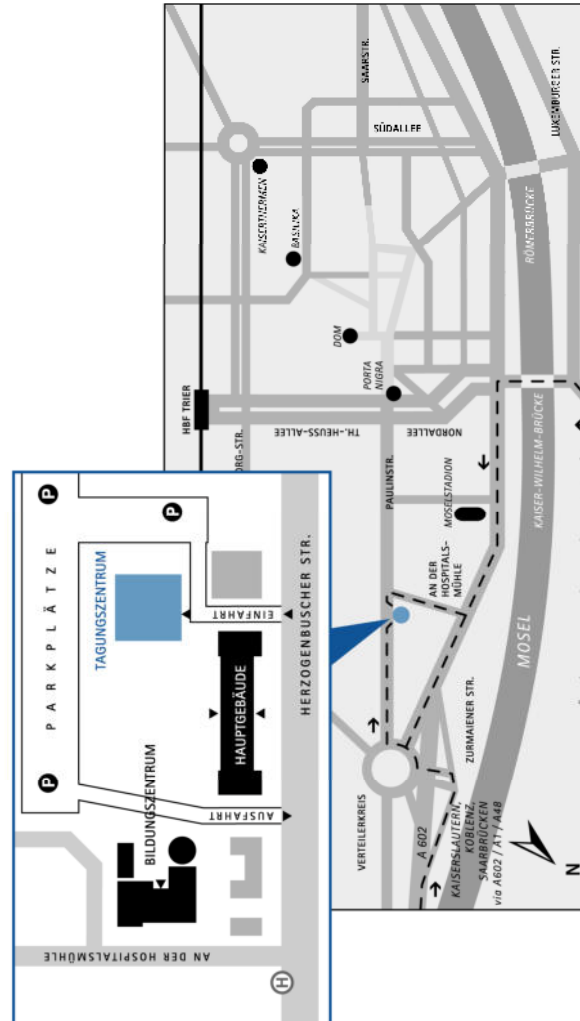 SAARSTR.
LUXEMBURGER STR.
SÜDALLEE
KAISERTHERMEN
BASILIKA
RÖMERBRÜCKE
DOM
PORTA
NIGRA
HBF TRIER
TH.-HEUSS-ALLEE
NORDALLEE
KAISER-WILHELM-BRÜCKE
ORG-STR.
PAULINSTR.
MOSELSTADION
AN DER
HOSPITALS-
MÜHLE
MOSEL
ZURMAIENER STR.
VERTEILERKREIS
A 602
KAISERSLAUTERN,
KOBLENZ,
SAARBRÜCKEN
via A602 / A1 / A48
N
P
P
P
PARKPLÄTZE
TAGUNGSZENTRUM
EINFAHRT
HERZOGENBUSCHER STR.
HAUPTGEBÄUDE
BILDUNGSZENTRUM
AUSFAHRT
AN DER HOSPITALSMÜHLE
H